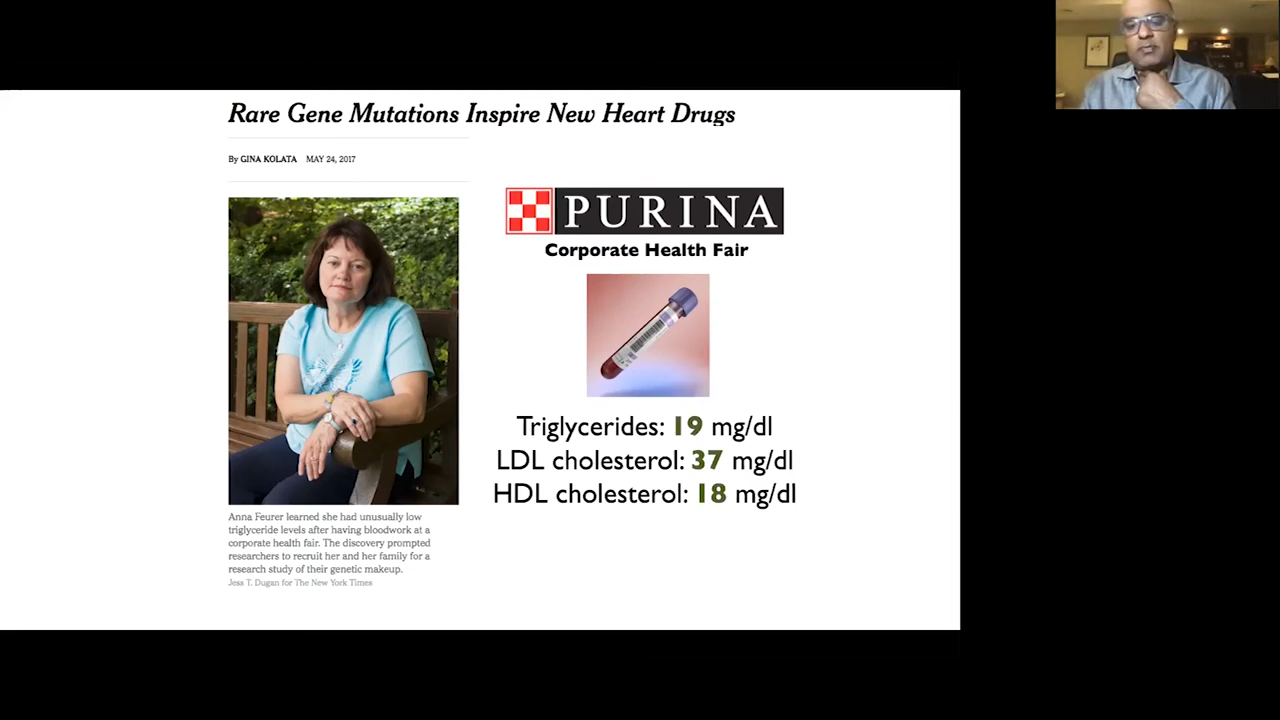 Rare Gene Mutations Inspire New Heart Drugs
By GINA KOLATA MAY 24, 2017
PURINA
Corporate Health Fair
Triglycerides: 19 mg/dl
LDL cholesterol: 37 mg/dl
HDL cholesterol: 18 mg/dl
Anna Feurer learned she had unusually low
triglyceride levels after having bloodwork at a
corporate health fair. The discovery prompted
researchers to recruit her and her family for a
research study of their genetic makeup.
Jess T. Dugan for The New York Times